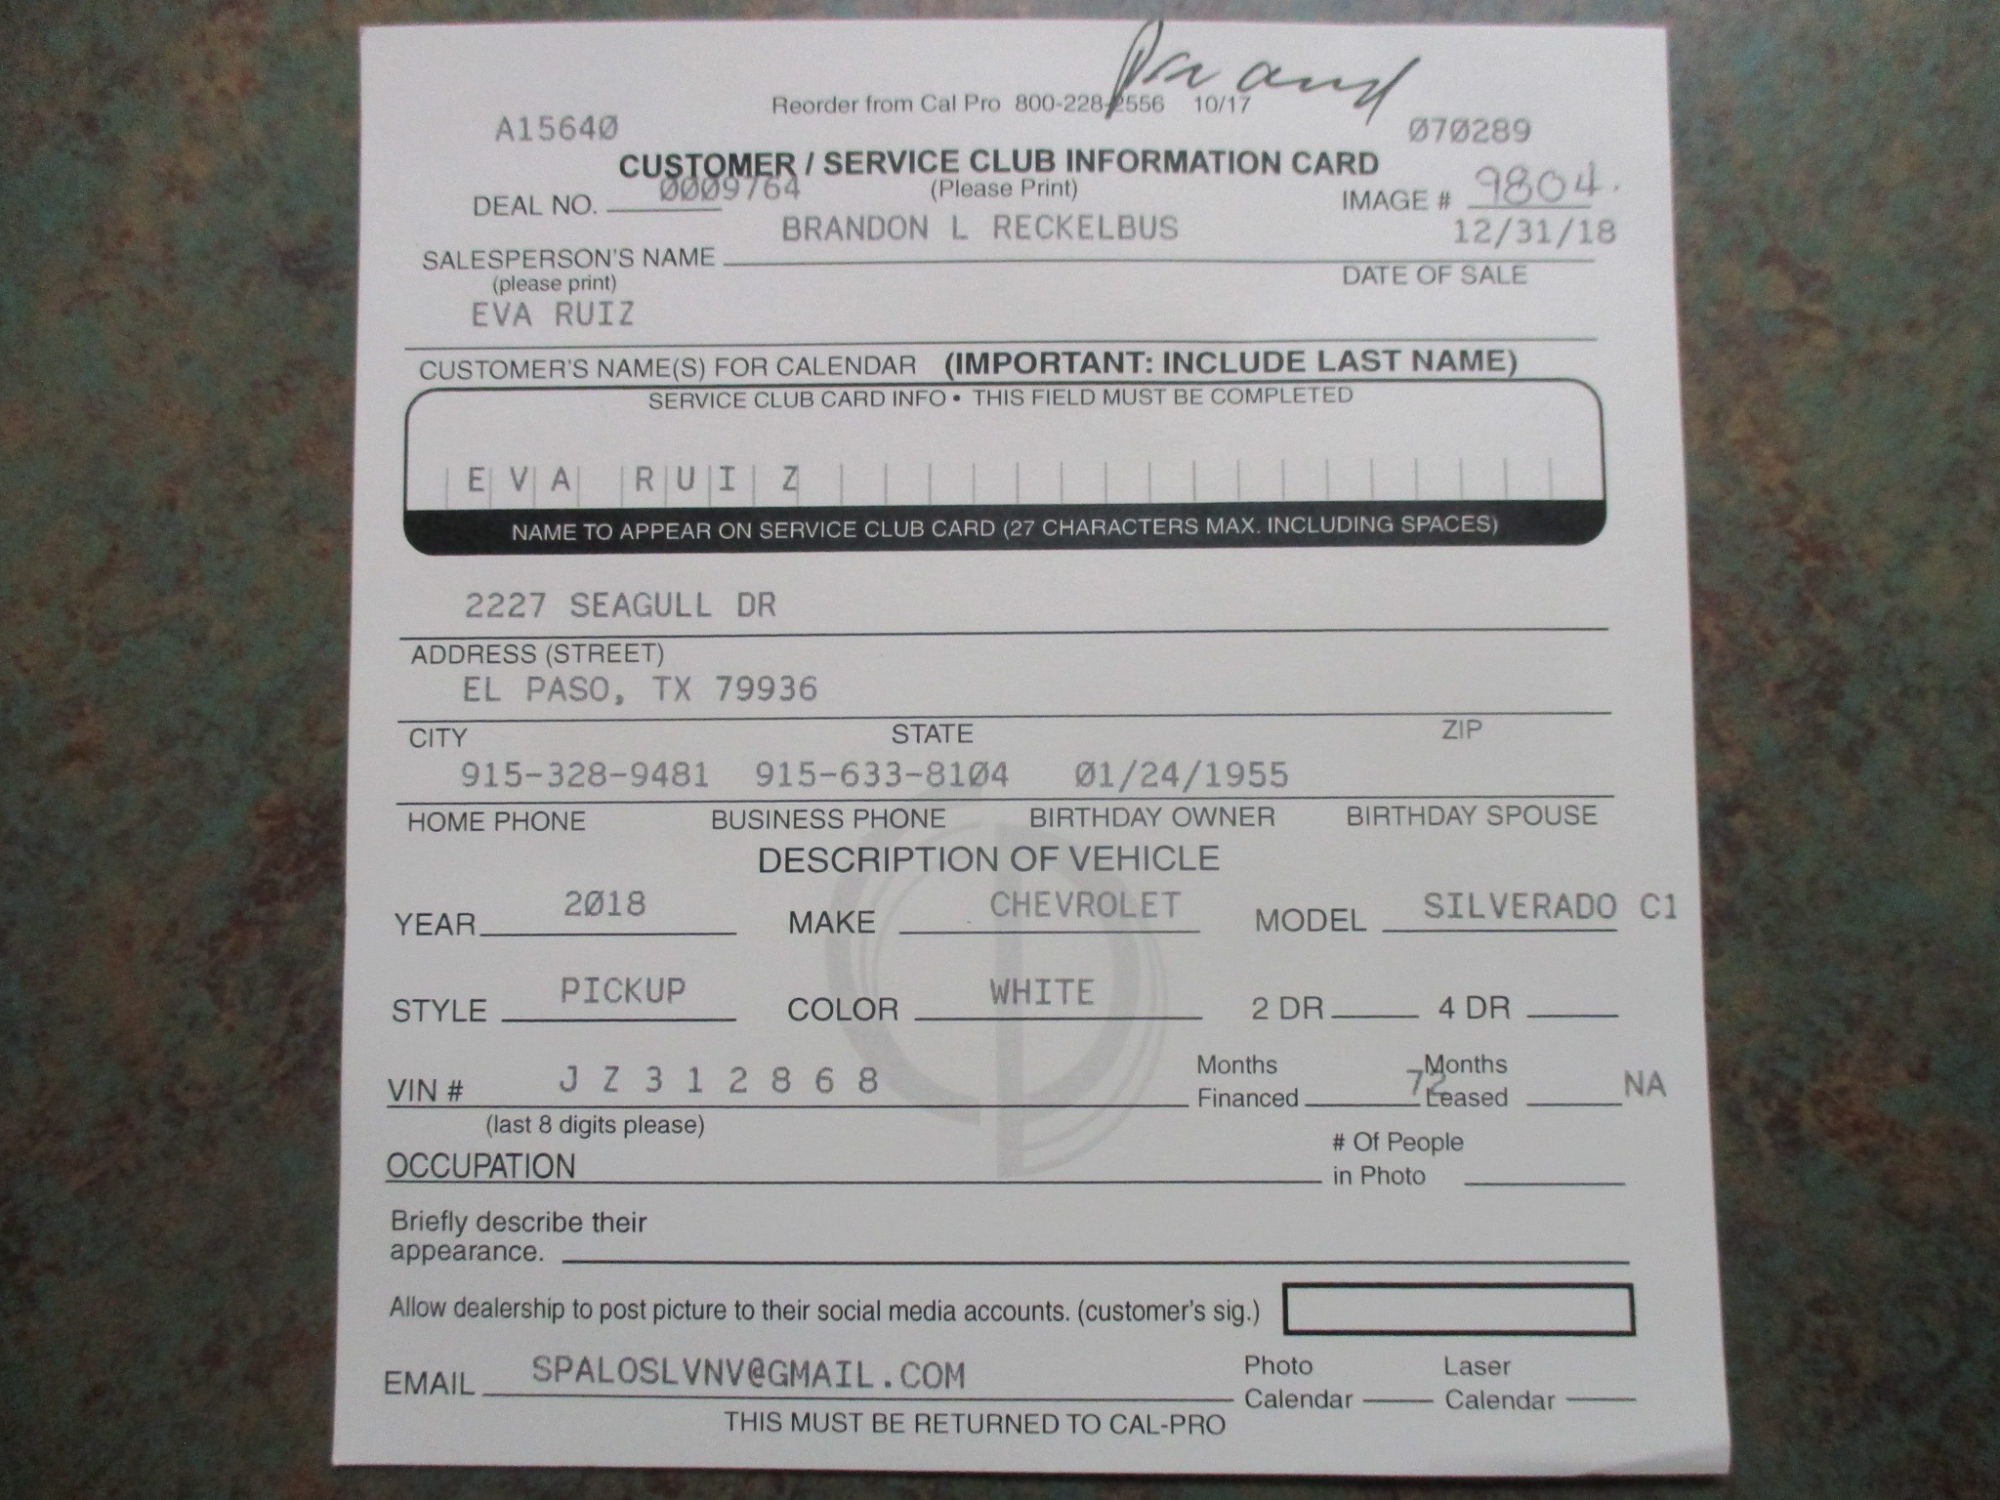 Reorder from Cal Pro 800-228-2556 10/17
A15640 070289
CUSTOMER / SERVICE CLUB INFORMATION CARD
DEAL NO. 0009764 (Please Print) IMAGE # 9804.
BRANDON L RECKELBUS 12/31/18
SALESPERSON'S NAME DATE OF SALE
(please print)
EVA RUIZ
CUSTOMER'S NAME(S) FOR CALENDAR (IMPORTANT: INCLUDE LAST NAME)
SERVICE CLUB CARD INFO • THIS FIELD MUST BE COMPLETED
EVA RUIZ
NAME TO APPEAR ON SERVICE CLUB CARD (27 CHARACTERS MAX. INCLUDING SPACES)
2227 SEAGULL DR
ADDRESS (STREET)
EL PASO, TX 79936
CITY STATE ZIP
915-328-9481 915-633-8104 01/24/1955
HOME PHONE BUSINESS PHONE BIRTHDAY OWNER BIRTHDAY SPOUSE
DESCRIPTION OF VEHICLE
YEAR 2018 MAKE CHEVROLET MODEL SILVERADO C1
STYLE PICKUP COLOR WHITE 2 DR 4 DR
VIN # JZ312868 Months Financed 72 Months Leased NA
(last 8 digits please)
OCCUPATION # Of People in Photo
Briefly describe their
appearance.
Allow dealership to post picture to their social media accounts. (customer's sig.)
EMAIL SPALOSLVNV@GMAIL.COM Photo Calendar Laser Calendar
THIS MUST BE RETURNED TO CAL-PRO